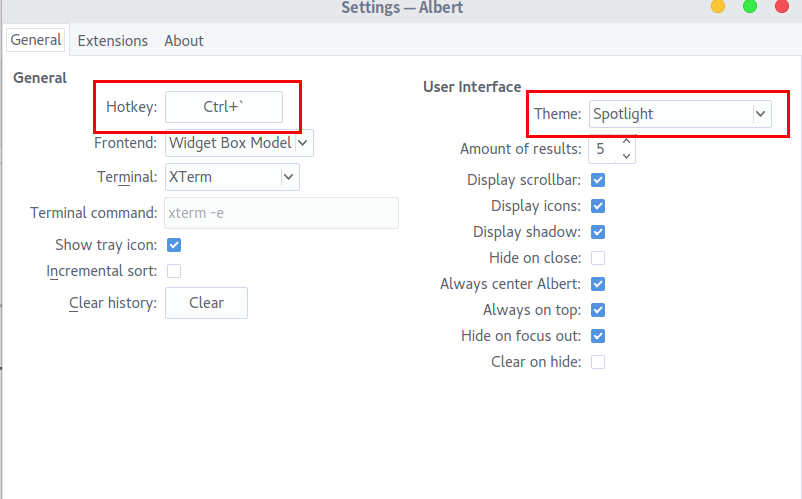 Settings — Albert
General
Extensions
About
General
Hotkey: Ctrl+`
Frontend: Widget Box Model
Terminal: XTerm
Terminal command: xterm -e
Show tray icon:
Incremental sort:
Clear history: Clear
User Interface
Theme: Spotlight
Amount of results: 5
Display scrollbar:
Display icons:
Display shadow:
Hide on close:
Always center Albert:
Always on top:
Hide on focus out:
Clear on hide: